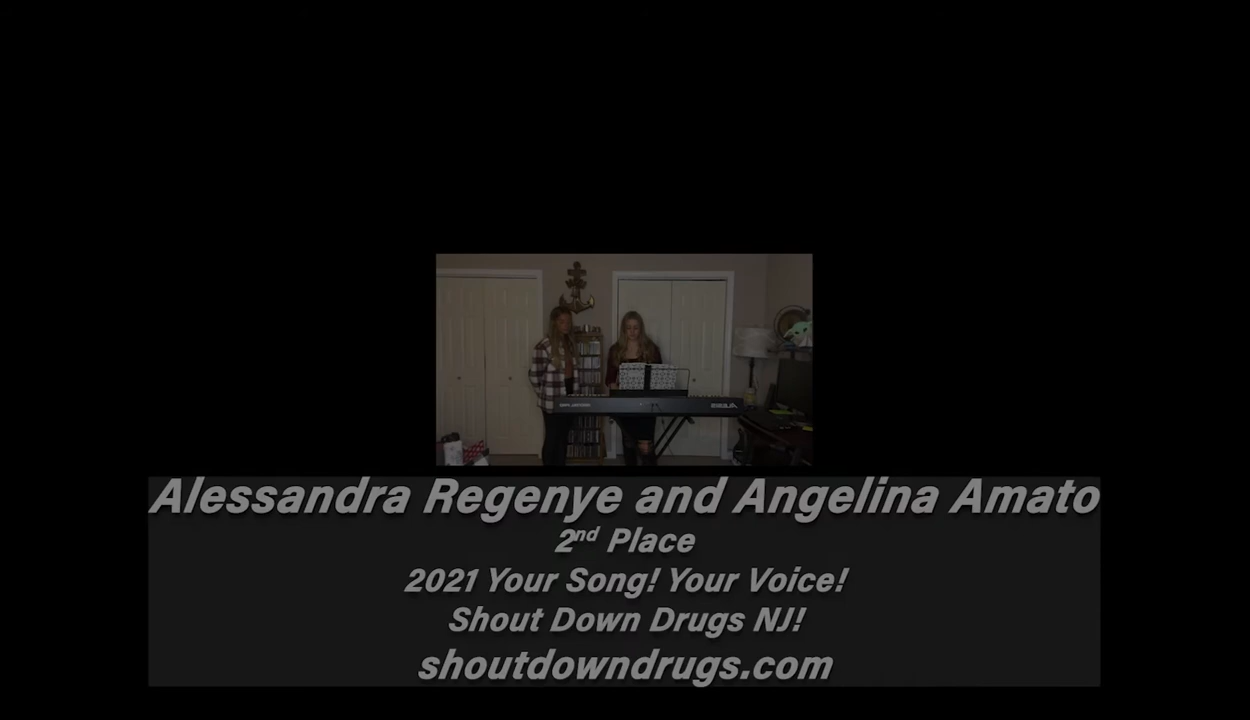 Alessandra Regenye and Angelina Amato
2nd Place
2021 Your Song! Your Voice!
Shout Down Drugs NJ!
shoutdowndrugs.com